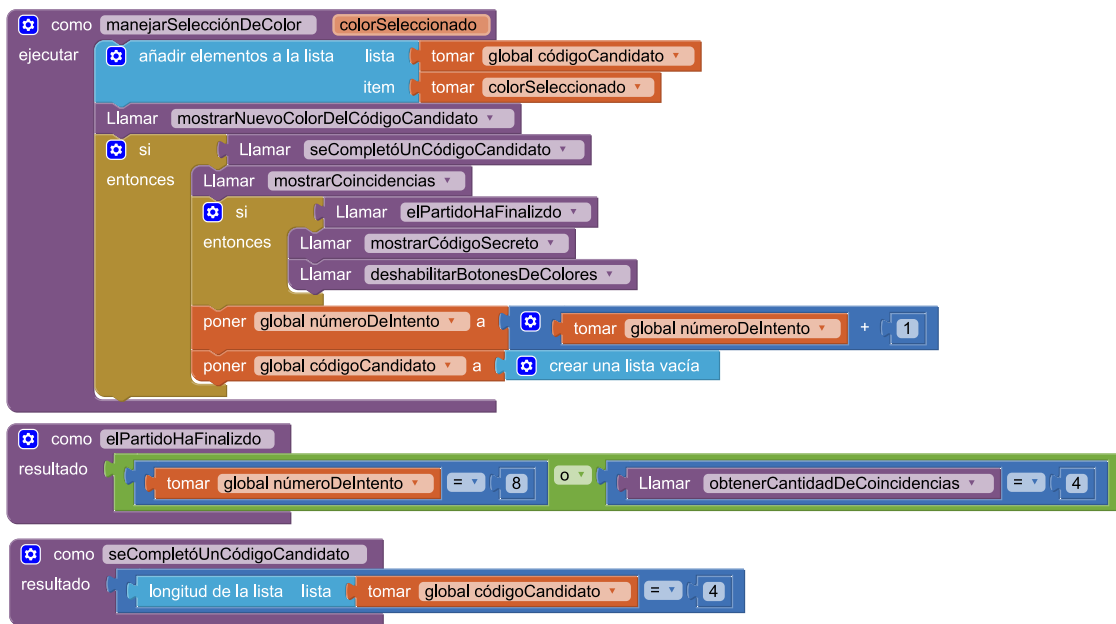 como manejarSelecciónDeColor colorSeleccionado
ejecutar añadir elementos a la lista lista tomar global códigoCandidato
item tomar colorSeleccionado
Llamar mostrarNuevoColorDelCódigoCandidato
si Llamar seCompletóUnCódigoCandidato
entonces Llamar mostrarCoincidencias
si Llamar elPartidoHaFinalizdo
entonces Llamar mostrarCódigoSecreto
Llamar deshabilitarBotonesDeColores
poner global númeroDeIntento a tomar global númeroDeIntento + 1
poner global códigoCandidato a crear una lista vacía
como elPartidoHaFinalizdo
resultado tomar global númeroDeIntento = 8 o Llamar obtenerCantidadDeCoincidencias = 4
como seCompletóUnCódigoCandidato
resultado longitud de la lista lista tomar global códigoCandidato = 4